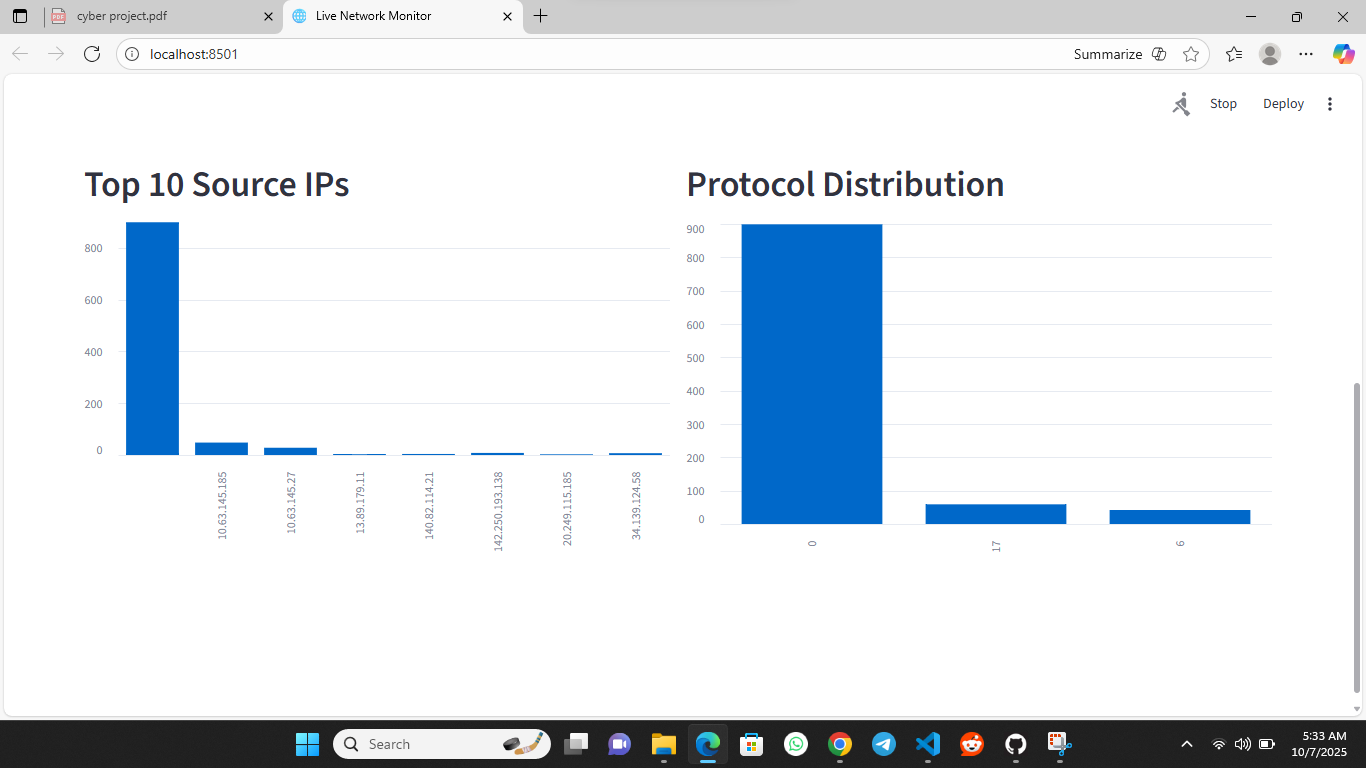 cyber project.pdf
Live Network Monitor
localhost:8501
Summarize
Stop
Deploy
Top 10 Source IPs
800
600
400
200
0
10.63.145.185
10.63.145.27
13.89.179.11
140.82.114.21
142.250.193.138
20.249.115.185
34.139.124.58
Protocol Distribution
900
800
700
600
500
400
300
200
100
0
0
17
6
Search
5:33 AM
10/7/2025